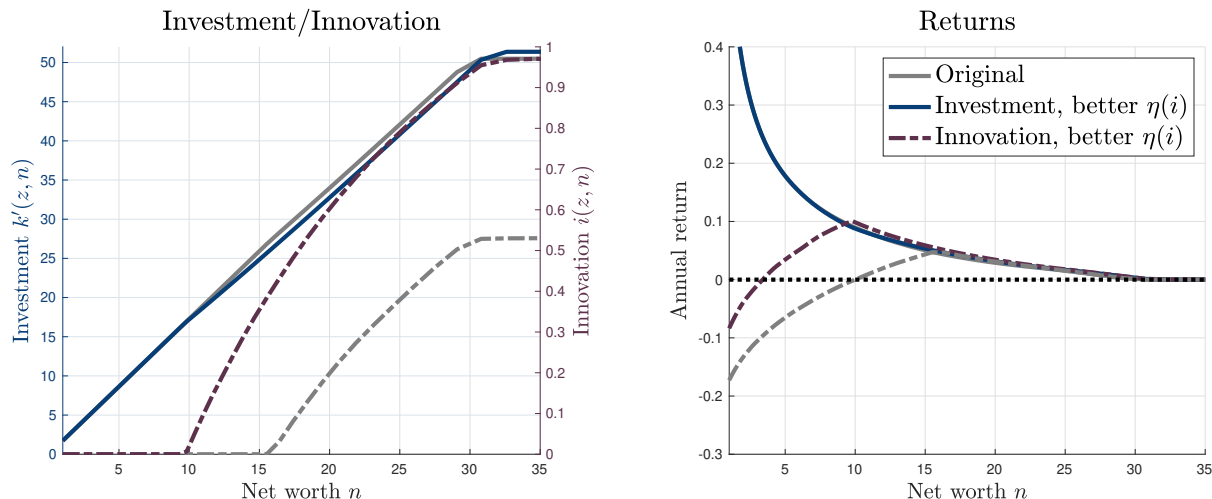 Investment/Innovation
Investment k′(z, n)
50
45
40
35
30
25
20
15
10
5
0
5 10 15 20 25 30 35
Net worth n
1
0.9
0.8
0.7
0.6
0.5
0.4
0.3
0.2
0.1
0
Innovation i(z, n)
Returns
Annual return
0.4
0.3
0.2
0.1
0
-0.1
-0.2
-0.3
5 10 15 20 25 30 35
Net worth n
Original
Investment, better η(i)
Innovation, better η(i)